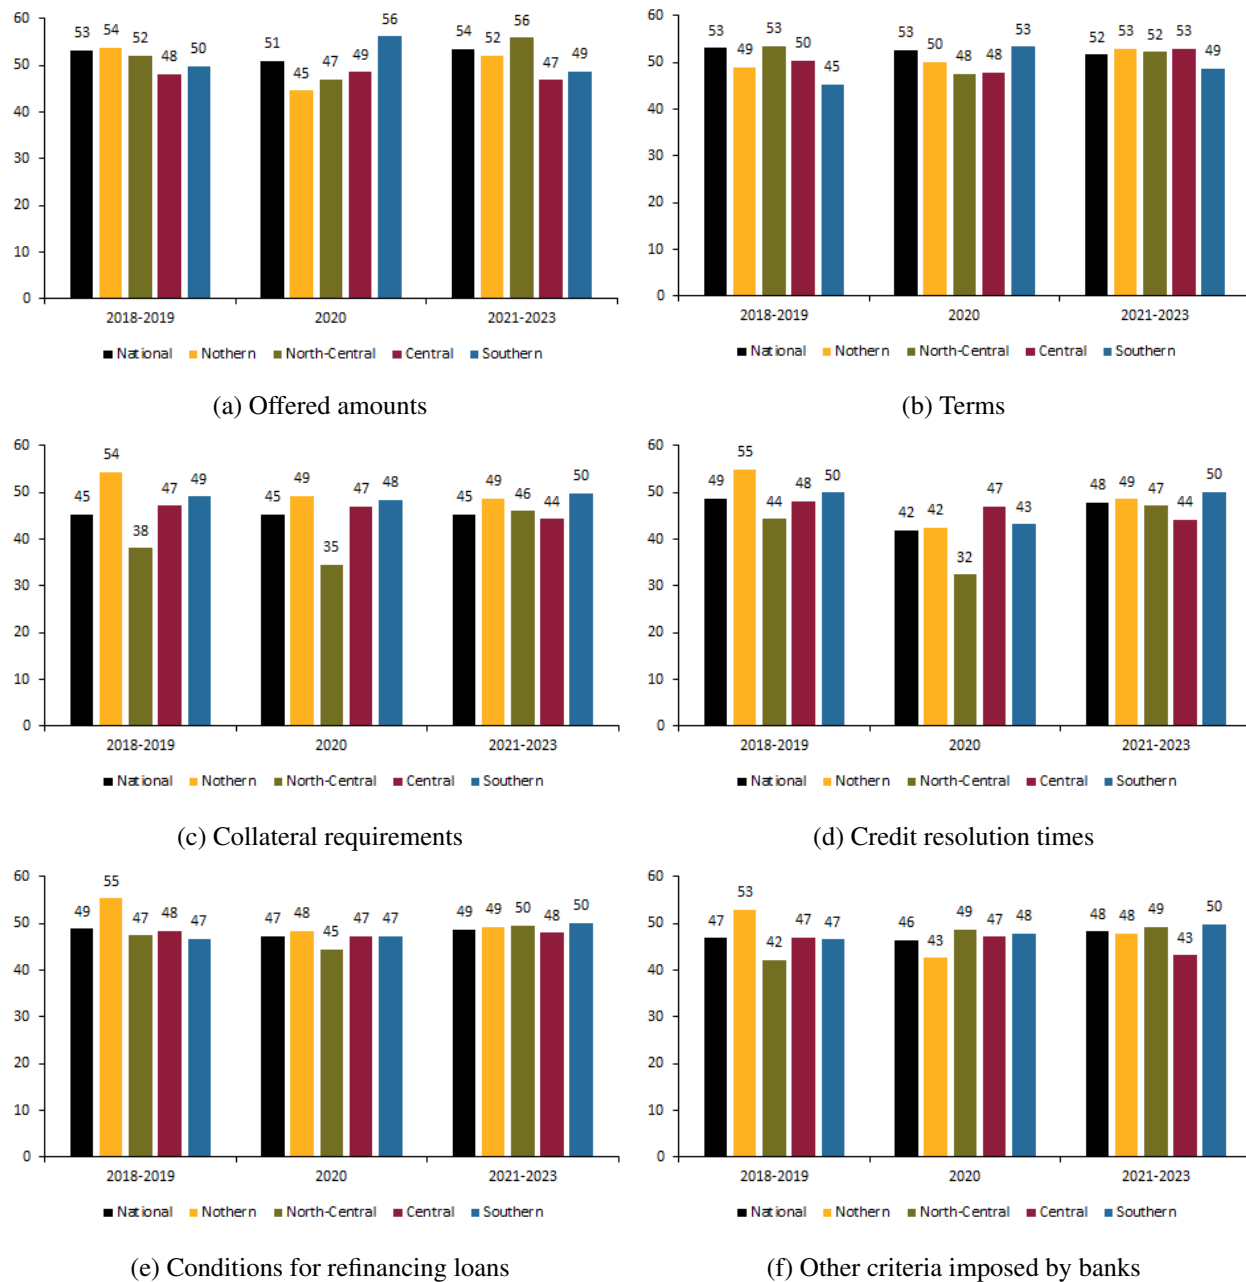 60
50
40
30
20
10
0
53 54 52 48 50
51 45 47 49 56
53 52 56 47 49
2018-2019 2020 2021-2023
National Nothern North-Central Central Southern
(a) Offered amounts
60
50
40
30
20
10
0
53 49 53 50 45
53 50 48 48 53
52 53 52 53 49
2018-2019 2020 2021-2023
National Nothern North-Central Central Southern
(b) Terms
60
50
40
30
20
10
0
45 54 38 47 49
45 49 35 47 48
45 49 46 44 50
2018-2019 2020 2021-2023
National Nothern North-Central Central Southern
(c) Collateral requirements
60
50
40
30
20
10
0
49 55 44 48 50
42 42 32 47 43
48 49 47 44 50
2018-2019 2020 2021-2023
National Nothern North-Central Central Southern
(d) Credit resolution times
60
50
40
30
20
10
0
49 55 47 48 47
47 48 45 47 47
49 49 50 48 50
2018-2019 2020 2021-2023
National Nothern North-Central Central Southern
(e) Conditions for refinancing loans
60
50
40
30
20
10
0
47 53 42 47 47
46 43 49 47 48
48 48 49 43 50
2018-2019 2020 2021-2023
National Nothern North-Central Central Southern
(f) Other criteria imposed by banks